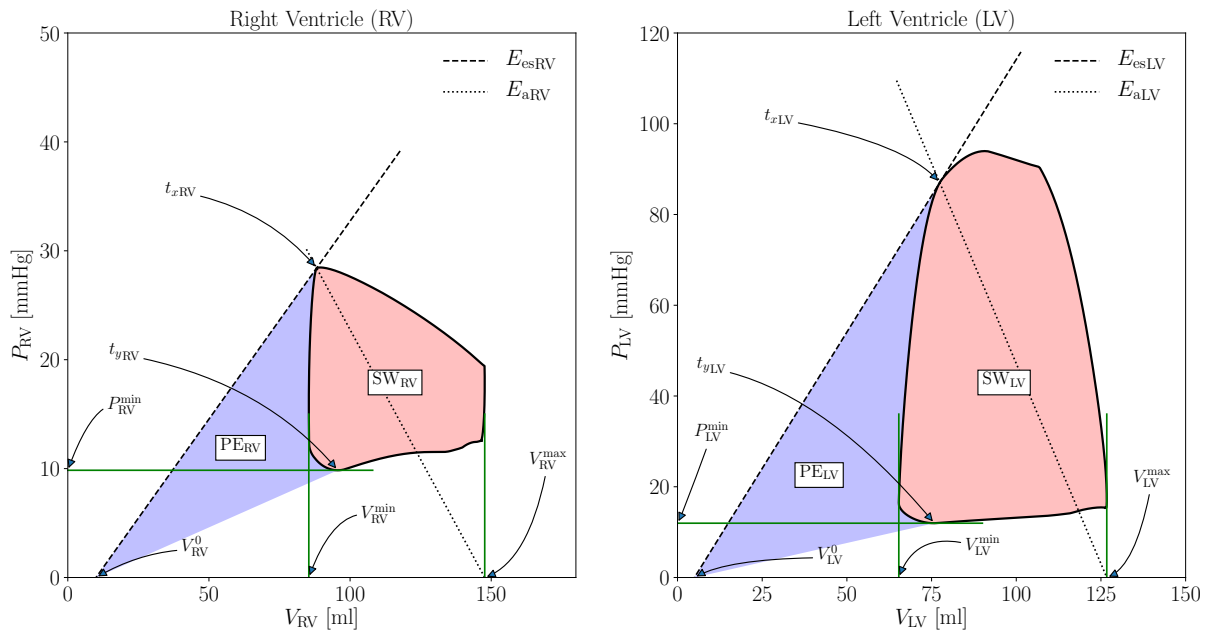 Right Ventricle (RV)
50
40
30
20
10
0
0
50
100
150
P_RV [mmHg]
V_RV [ml]
E_esRV
E_aRV
t_xRV
t_yRV
P_RV^min
SW_RV
PE_RV
V_RV^max
V_RV^min
V_RV^0
Left Ventricle (LV)
120
100
80
60
40
20
0
0
25
50
75
100
125
150
P_LV [mmHg]
V_LV [ml]
E_esLV
E_aLV
t_xLV
t_yLV
P_LV^min
SW_LV
PE_LV
V_LV^max
V_LV^min
V_LV^0